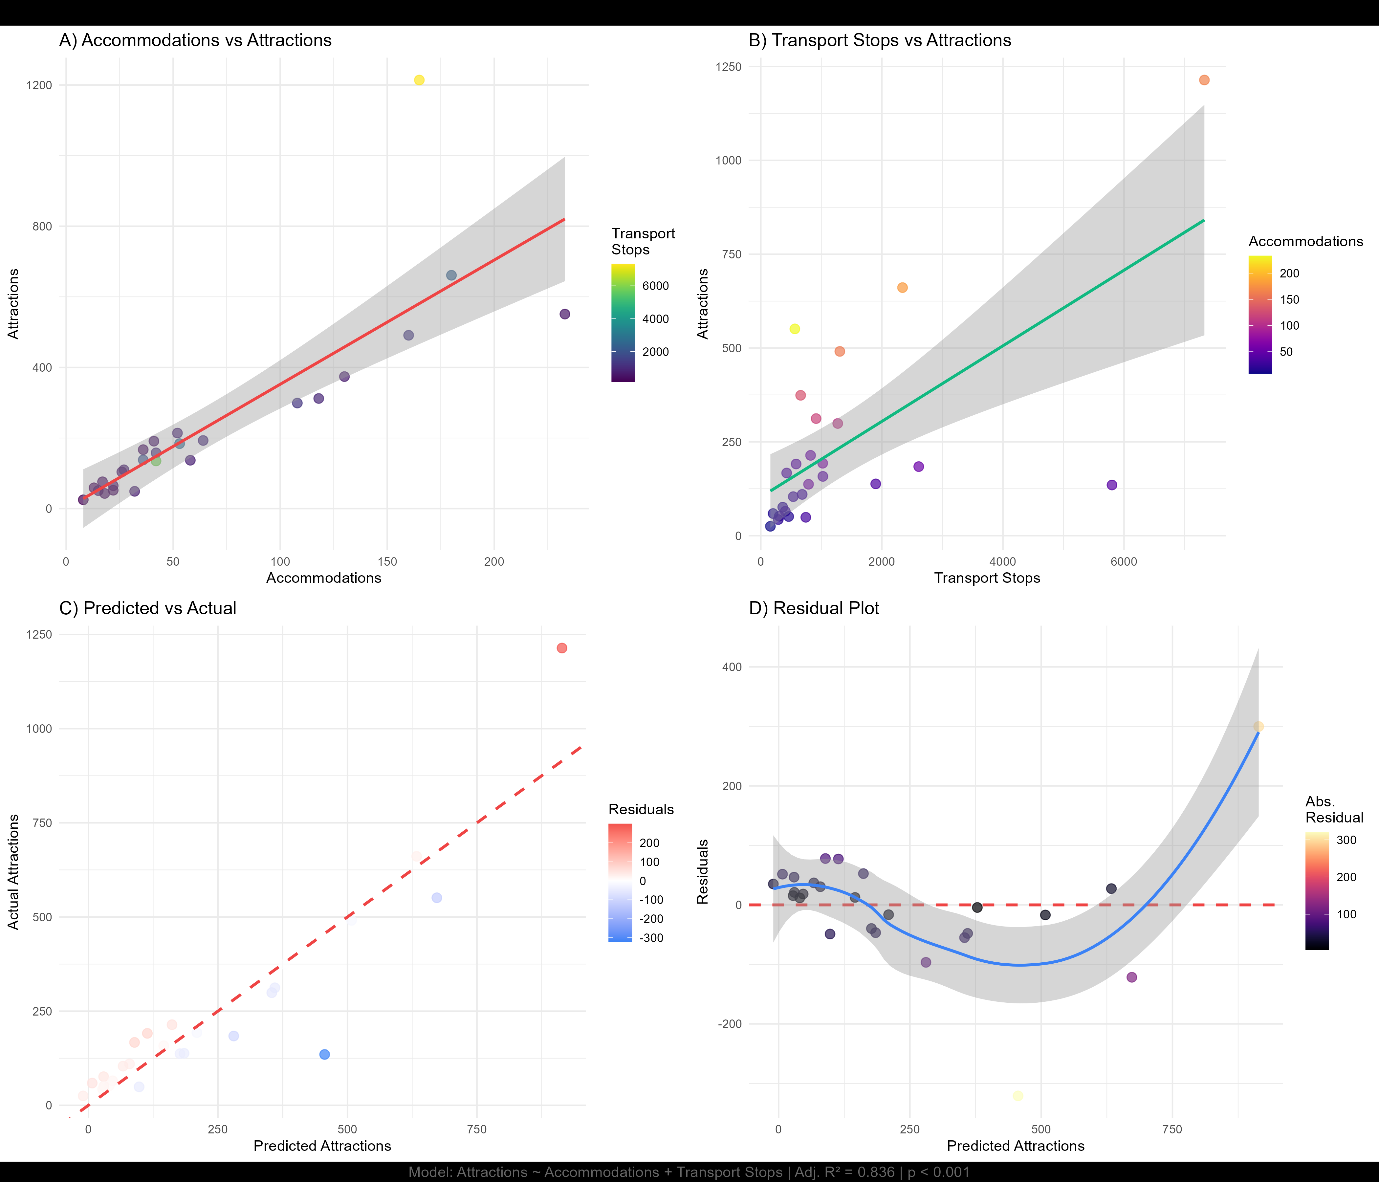 A) Accommodations vs Attractions
1200
800
400
0
Attractions
0
50
100
150
200
Accommodations
Transport
Stops
6000
4000
2000
B) Transport Stops vs Attractions
1250
1000
750
500
250
0
Attractions
0
2000
4000
6000
Transport Stops
Accommodations
200
150
100
50
C) Predicted vs Actual
1250
1000
750
500
250
0
Actual Attractions
0
250
500
750
Predicted Attractions
Residuals
200
100
0
-100
-200
-300
D) Residual Plot
400
200
0
-200
Residuals
0
250
500
750
Predicted Attractions
Abs.
Residual
300
200
100
Model: Attractions ~ Accommodations + Transport Stops | Adj. R² = 0.836 | p < 0.001